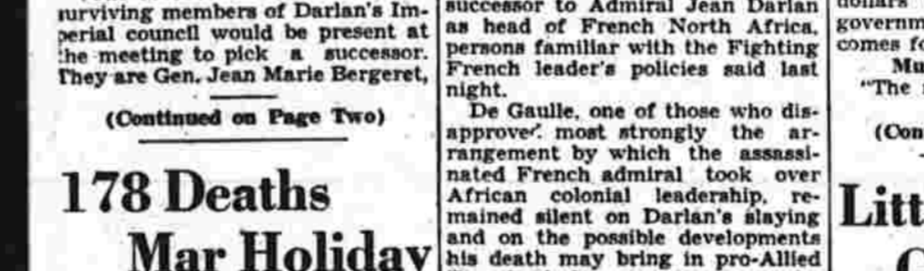 surviving members of Darlan's Im-
perial council would be present at
the meeting to pick a successor.
They are Gen. Jean Marie Bergeret,
(Continued on Page Two)
178 Deaths
Mar Holiday
successor to Admiral Jean Darlan
as head of French North Africa,
persons familiar with the Fighting
French leader's policies said last
night.
De Gaulle, one of those who dis-
approved most strongly the ar-
rangement by which the assassi-
nated French admiral took over
African colonial leadership, re-
mained silent on Darlan's slaying
and on the possible developments
his death may bring in pro-Allied
dollars
governm
comes f
Mu
"The
(Con
Litt